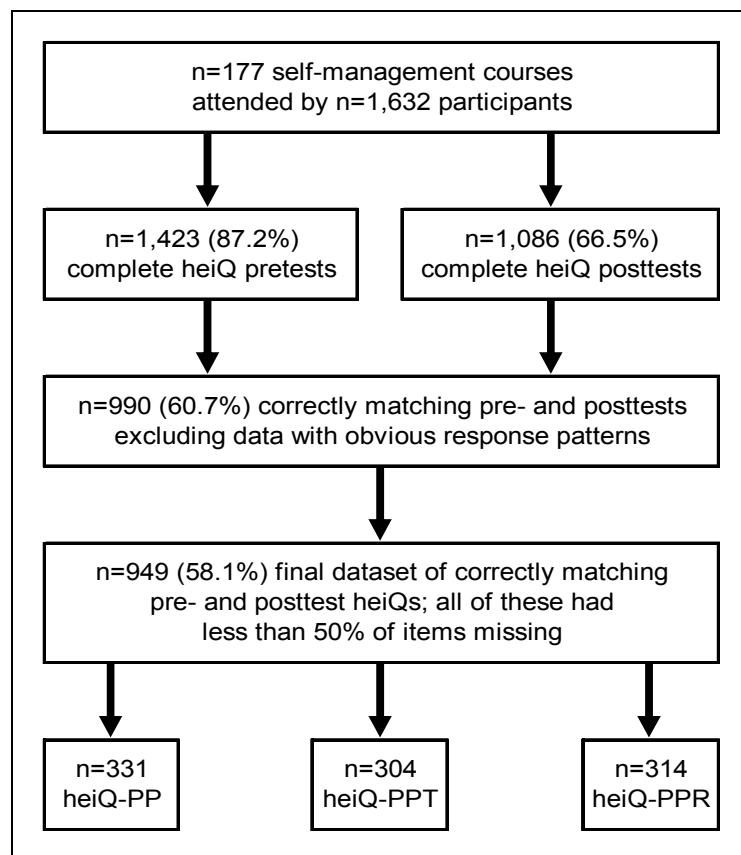 n=177 self-management courses
attended by n=1,632 participants
n=1,423 (87.2%)
complete heiQ pretests
n=1,086 (66.5%)
complete heiQ posttests
n=990 (60.7%) correctly matching pre- and posttests
excluding data with obvious response patterns
n=949 (58.1%) final dataset of correctly matching
pre- and posttest heiQs; all of these had
less than 50% of items missing
n=331
heiQ-PP
n=304
heiQ-PPT
n=314
heiQ-PPR